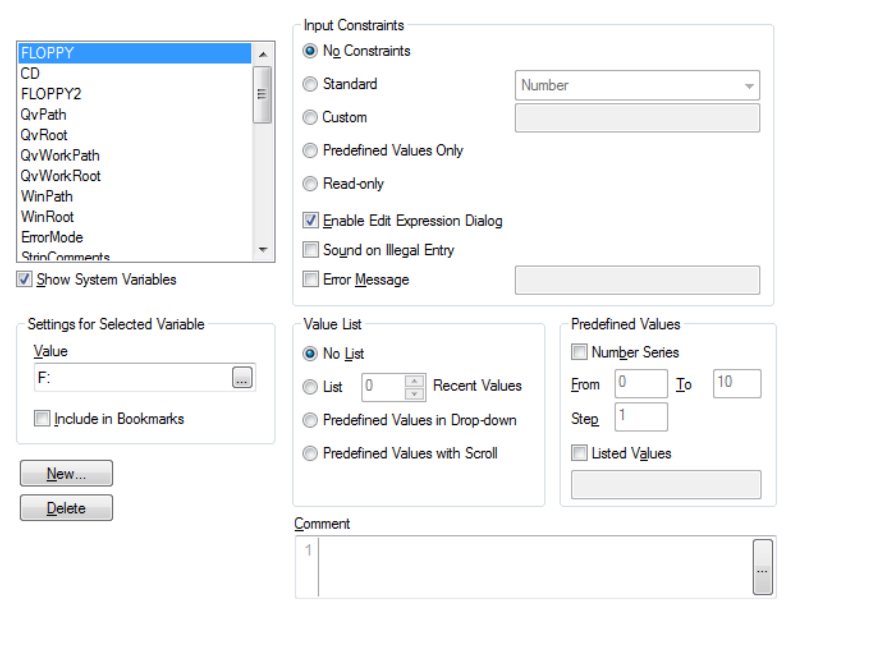 FLOPPY
CD
FLOPPY2
QvPath
QvRoot
QvWorkPath
QvWorkRoot
WinPath
WinRoot
ErrorMode
StripComments
Show System Variables
Input Constraints
No Constraints
Standard Number
Custom
Predefined Values Only
Read-only
Enable Edit Expression Dialog
Sound on Illegal Entry
Error Message
Settings for Selected Variable
Value
F: ...
Include in Bookmarks
New...
Delete
Value List
No List
List 0 Recent Values
Predefined Values in Drop-down
Predefined Values with Scroll
Predefined Values
Number Series
From 0 To 10
Step 1
Listed Values
Comment
1
...